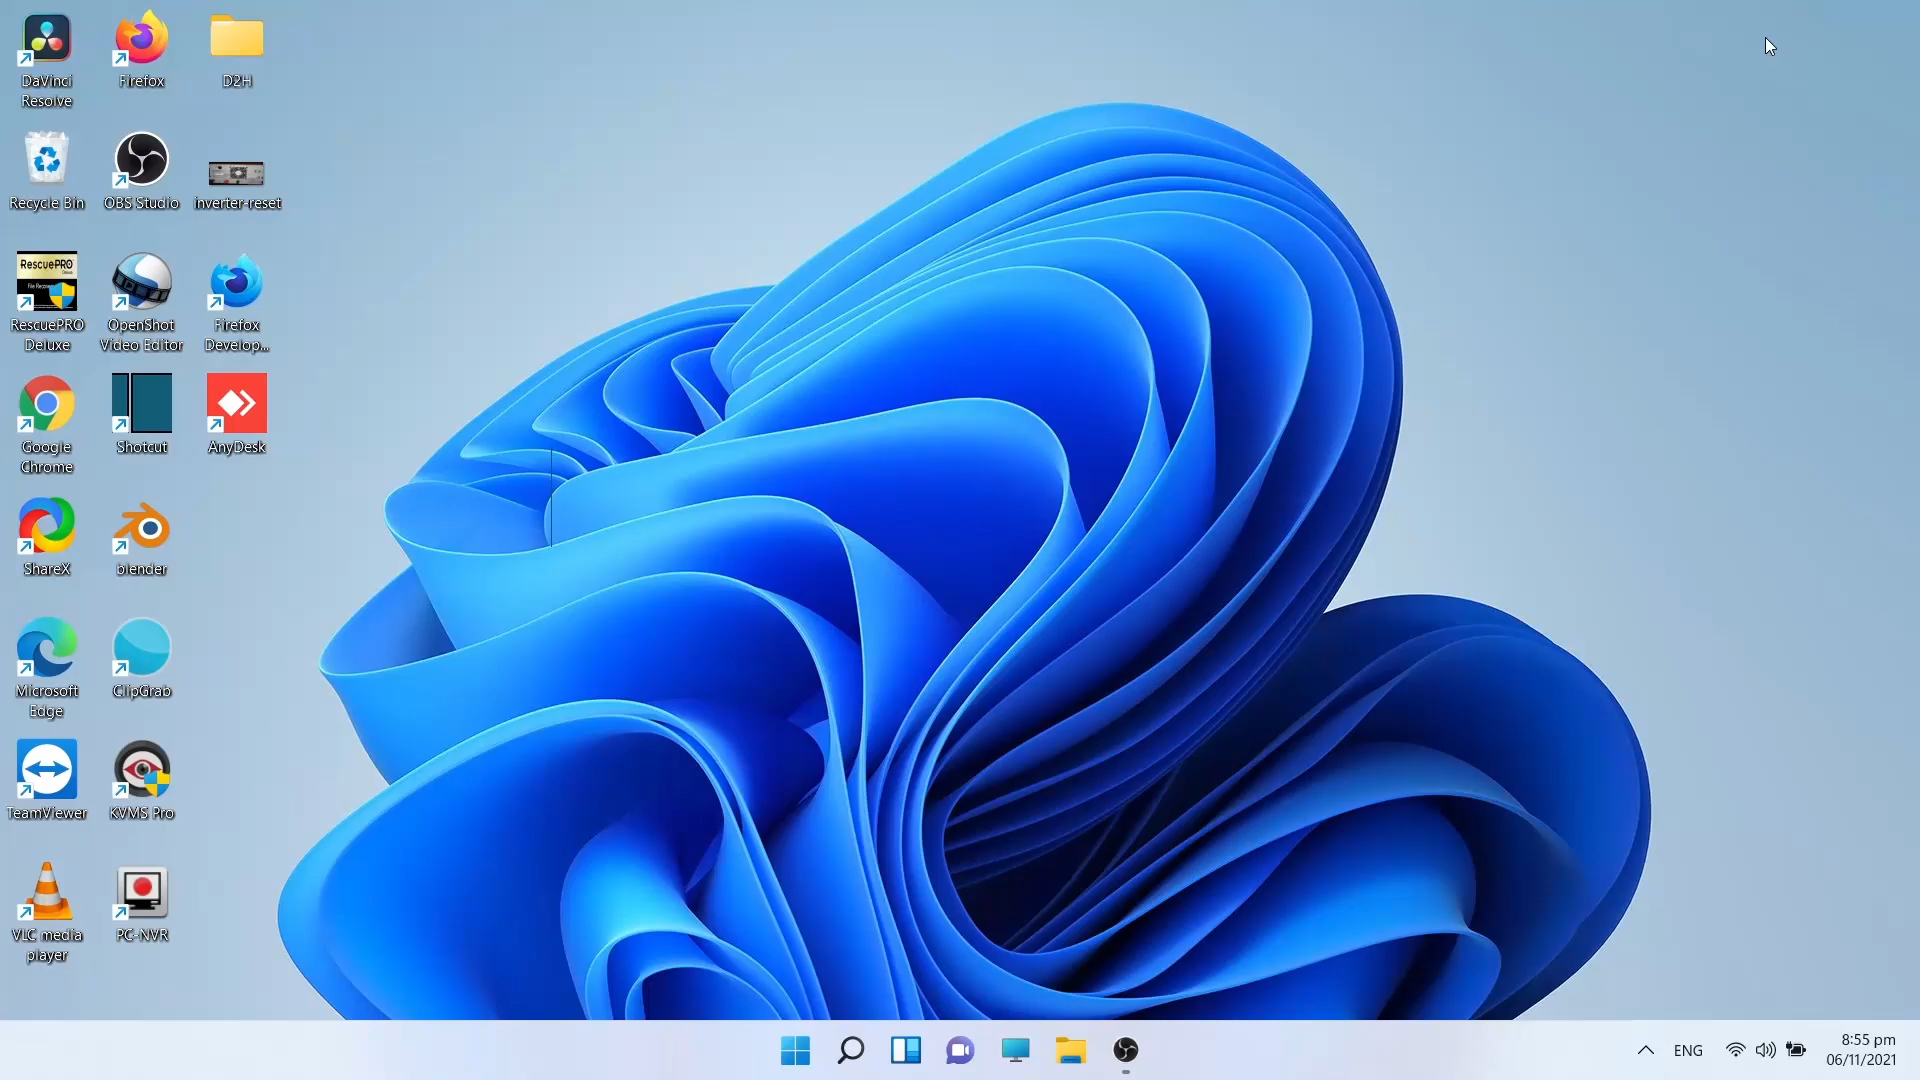 DaVinci
Resolve
Firefox
D2H
Recycle Bin
OBS Studio
inverter-reset
RescuePRO
RescuePRO
Deluxe
OpenShot
Video Editor
Firefox
Develop...
Google
Chrome
Shotcut
AnyDesk
ShareX
blender
Microsoft
Edge
ClipGrab
TeamViewer
KVMS Pro
VLC media
player
PC-NVR
ENG
8:55 pm
06/11/2021